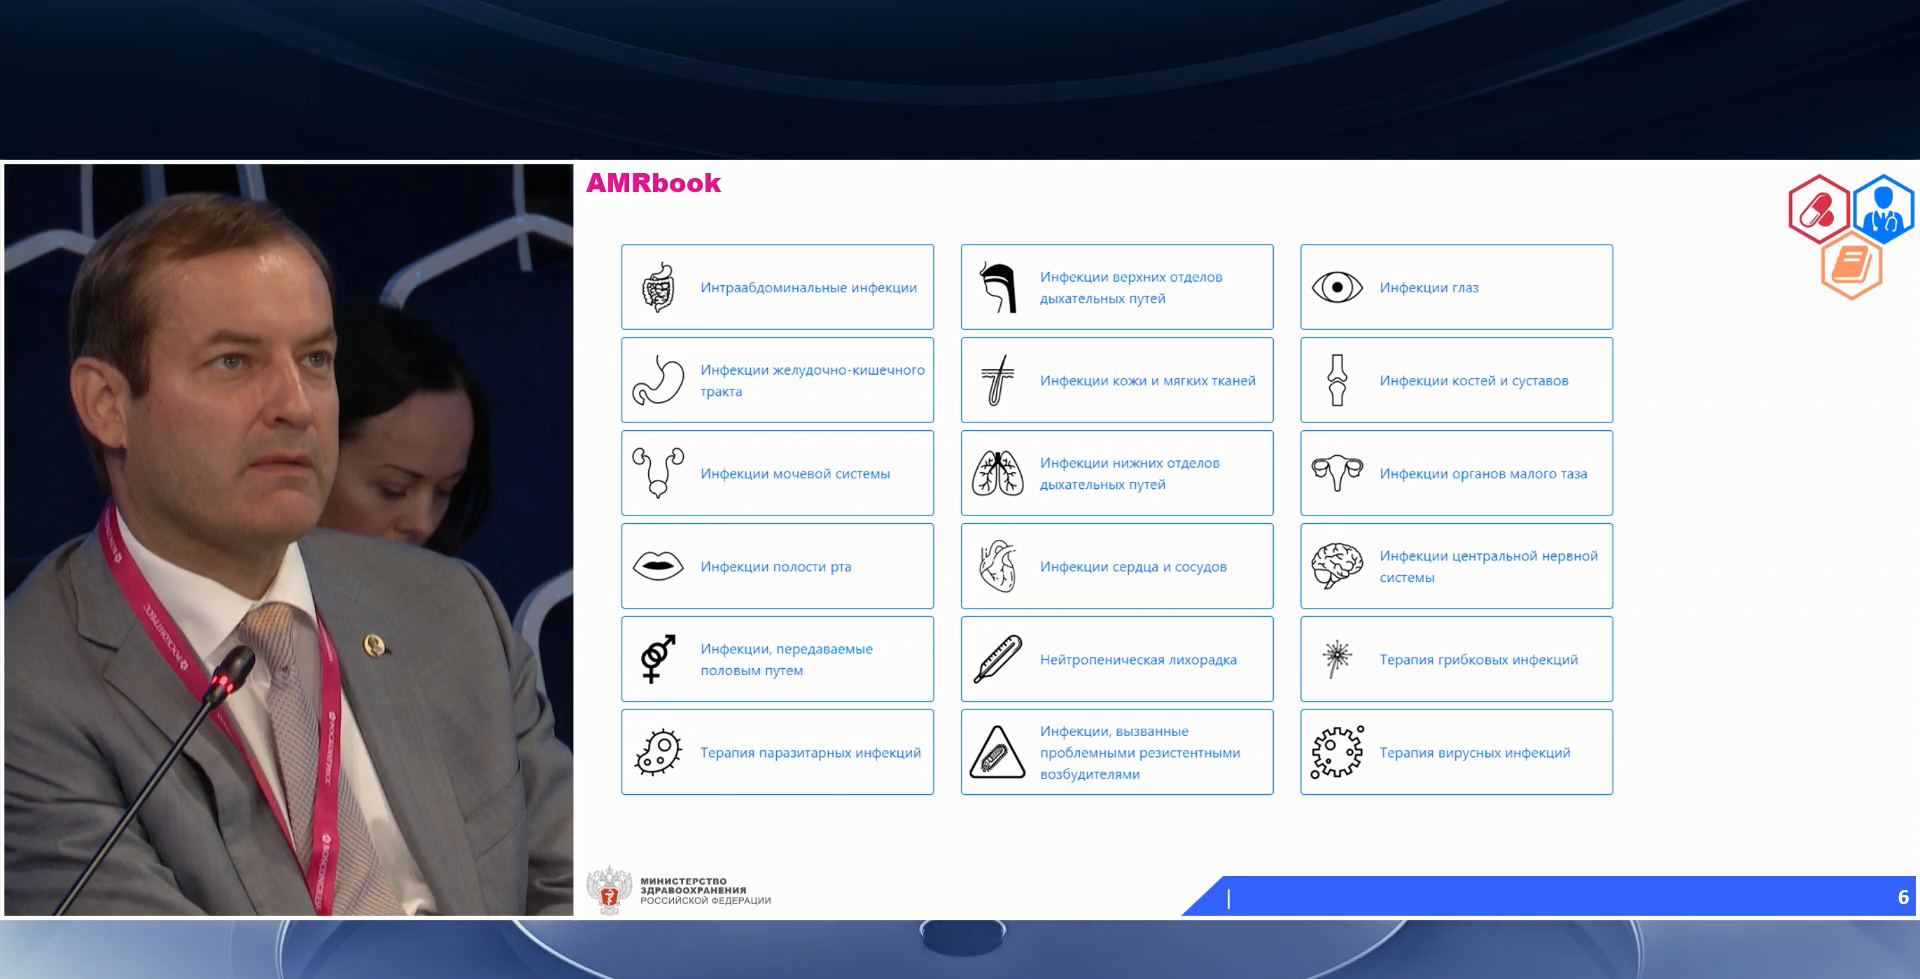 AMRbook
Интраабдоминальные инфекции
Инфекции верхних отделов
дыхательных путей
Инфекции глаз
Инфекции желудочно-кишечного
тракта
Инфекции кожи и мягких тканей
Инфекции костей и суставов
Инфекции мочевой системы
Инфекции нижних отделов
дыхательных путей
Инфекции органов малого таза
Инфекции полости рта
Инфекции сердца и сосудов
Инфекции центральной нервной
системы
Инфекции, передаваемые
половым путем
Нейтропеническая лихорадка
Терапия грибковых инфекций
Терапия паразитарных инфекций
Инфекции, вызванные
проблемными резистентными
возбудителями
Терапия вирусных инфекций
МИНИСТЕРСТВО
ЗДРАВООХРАНЕНИЯ
РОССИЙСКОЙ ФЕДЕРАЦИИ
6
РОСКОНГРЕСС
РОСКОНГРЕСС